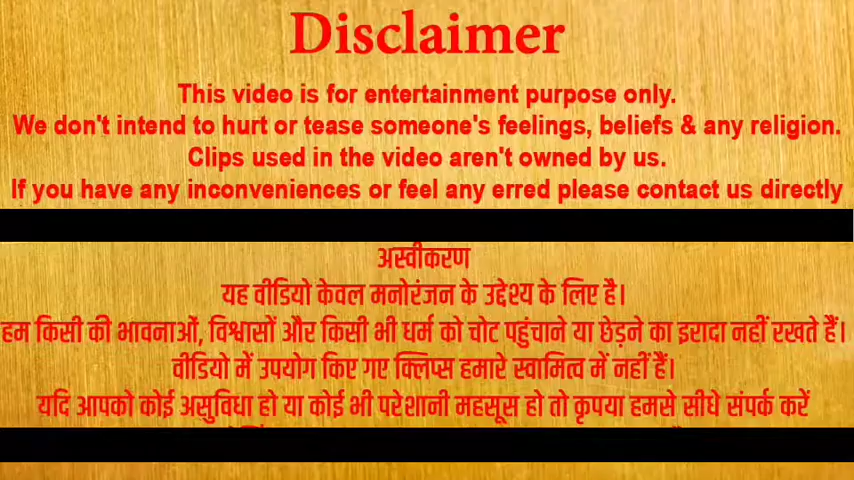 Disclaimer
This video is for entertainment purpose only.
We don't intend to hurt or tease someone's feelings, beliefs & any religion.
Clips used in the video aren't owned by us.
If you have any inconveniences or feel any erred please contact us directly
अस्वीकरण
यह वीडियो केवल मनोरंजन के उद्देश्य के लिए है।
हम किसी की भावनाओं, विश्वासों और किसी भी धर्म को चोट पहुंचाने या छेड़ने का इरादा नहीं रखते हैं।
वीडियो में उपयोग किए गए क्लिप्स हमारे स्वामित्व में नहीं हैं।
यदि आपको कोई असुविधा हो या कोई भी परेशानी महसूस हो तो कृपया हमसे सीधे संपर्क करें